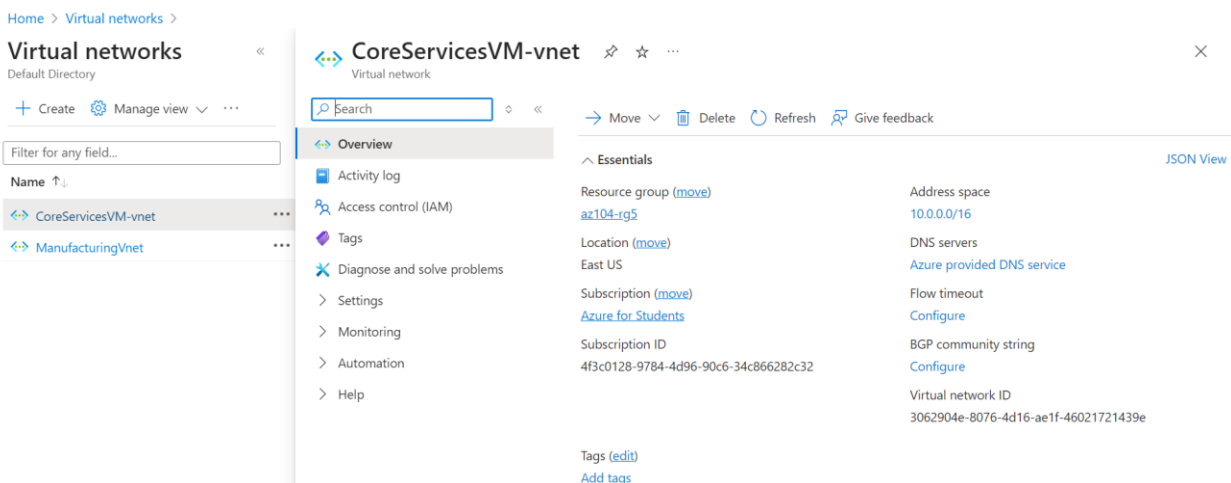 Home > Virtual networks >
Virtual networks
Default Directory
Create Manage view ...
Filter for any field...
Name ↑↓
CoreServicesVM-vnet ...
ManufacturingVnet ...
CoreServicesVM-vnet ...
Virtual network
Search
Overview
Activity log
Access control (IAM)
Tags
Diagnose and solve problems
Settings
Monitoring
Automation
Help
Move Delete Refresh Give feedback
Essentials JSON View
Resource group (move)
az104-rg5
Location (move)
East US
Subscription (move)
Azure for Students
Subscription ID
4f3c0128-9784-4d96-90c6-34c866282c32
Address space
10.0.0.0/16
DNS servers
Azure provided DNS service
Flow timeout
Configure
BGP community string
Configure
Virtual network ID
3062904e-8076-4d16-ae1f-46021721439e
Tags (edit)
Add tags